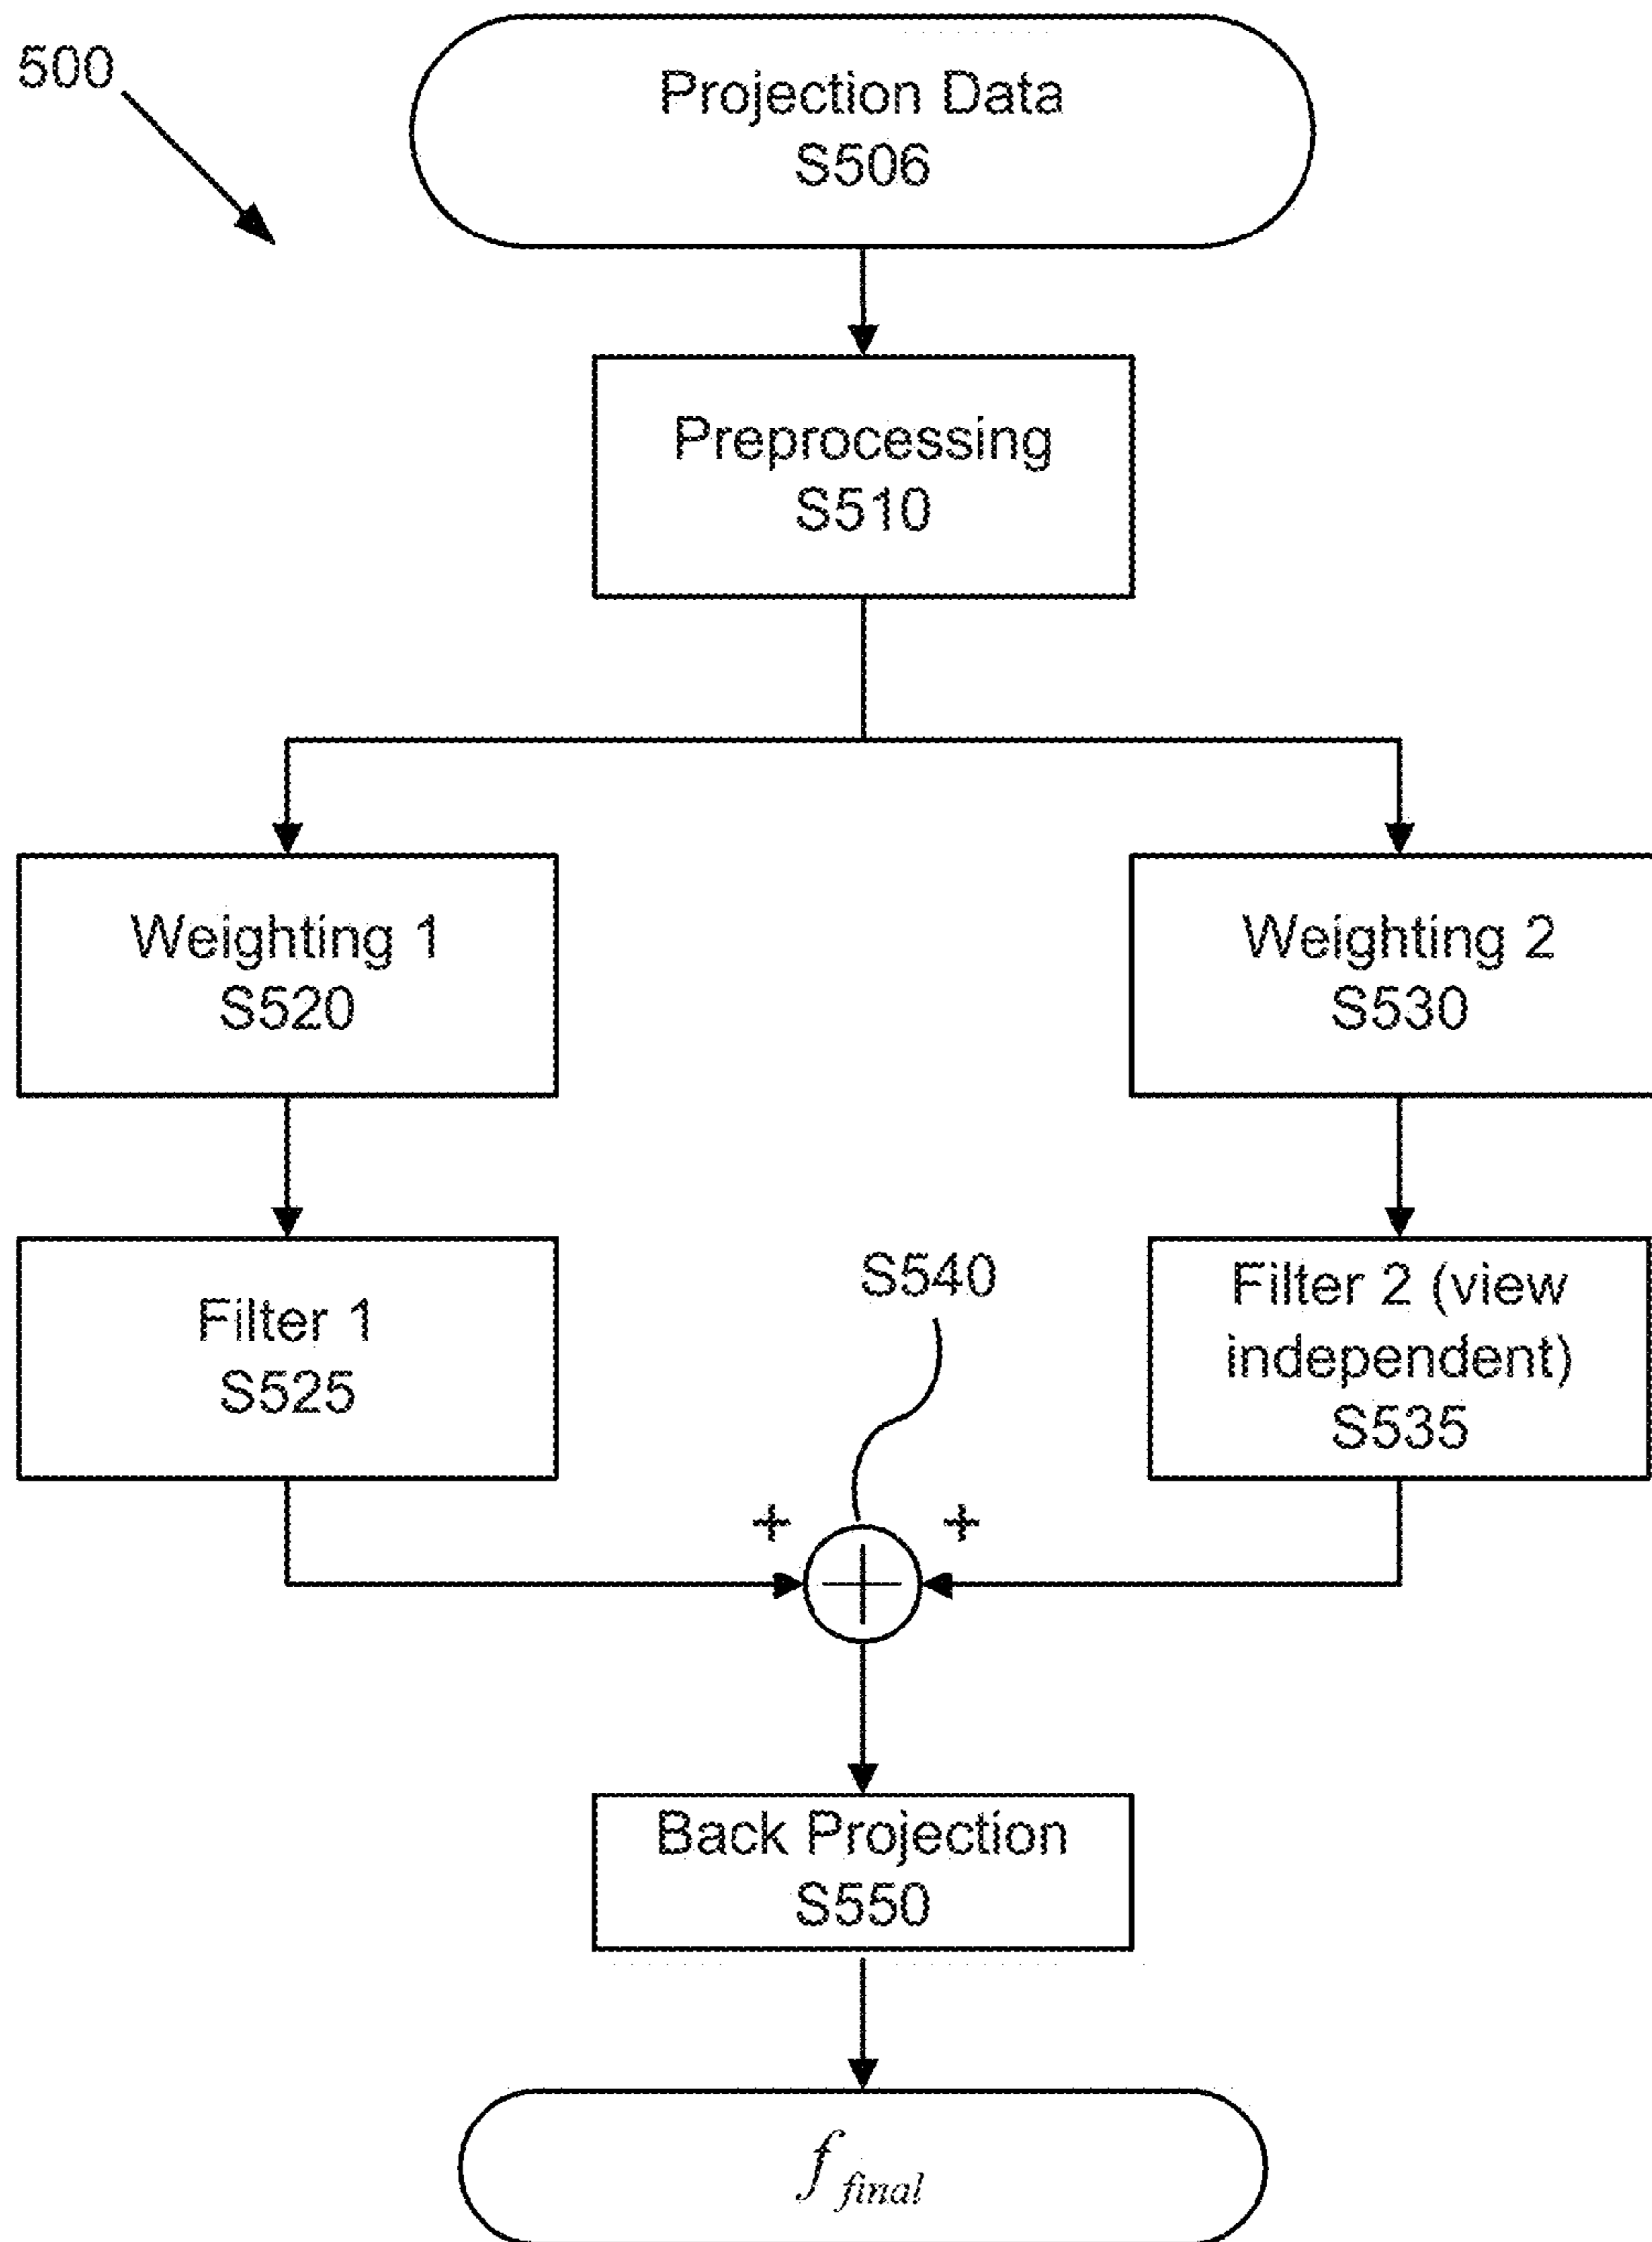 500
Projection Data
S506
Preprocessing
S510
Weighting 1
S520
Weighting 2
S530
Filter 1
S525
S540
Filter 2 (view
independent)
S535
+ +
Back Projection
S550
f final